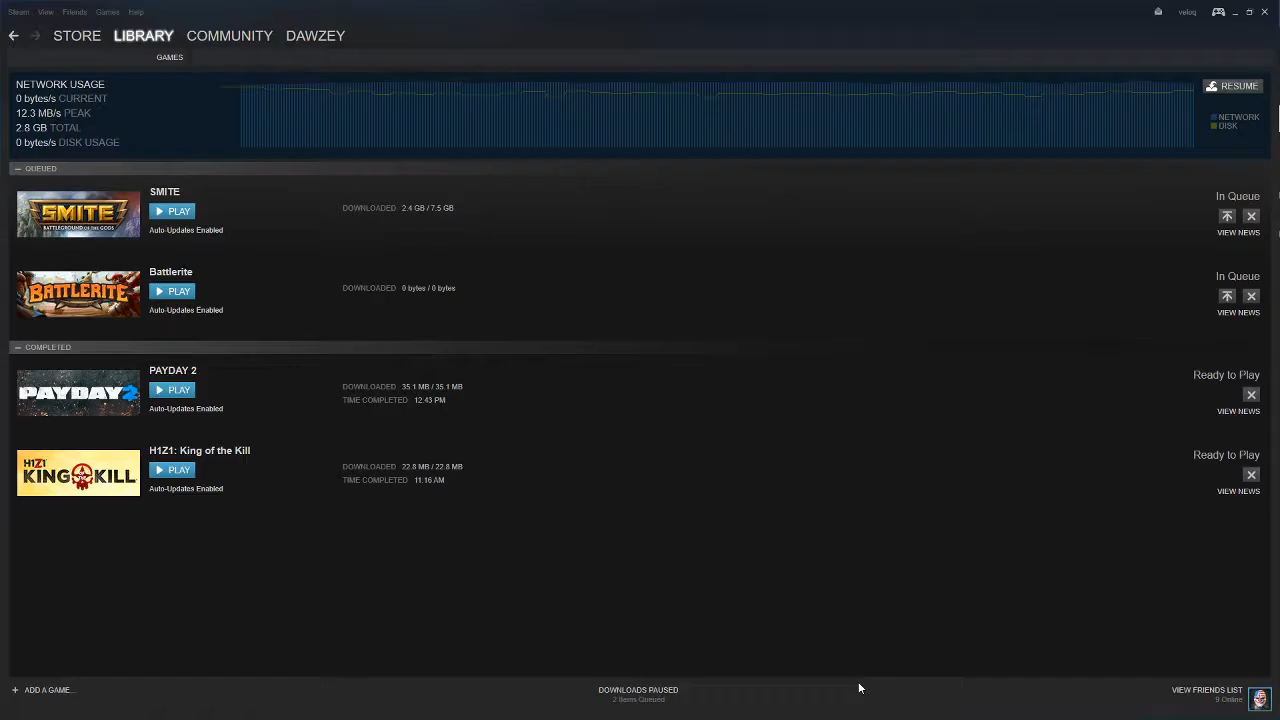 Steam View Friends Games Help veloq
STORE LIBRARY COMMUNITY DAWZEY
GAMES
NETWORK USAGE
0 bytes/s CURRENT
12.3 MB/s PEAK
2.8 GB TOTAL
0 bytes/s DISK USAGE
RESUME
NETWORK
DISK
— QUEUED
SMITE
BATTLEGROUND OF THE GODS
SMITE
PLAY
Auto-Updates Enabled
DOWNLOADED 2.4 GB / 7.5 GB
In Queue
VIEW NEWS
BATTLERITE
Battlerite
PLAY
Auto-Updates Enabled
DOWNLOADED 0 bytes / 0 bytes
In Queue
VIEW NEWS
— COMPLETED
PAYDAY 2
PAYDAY 2
PLAY
Auto-Updates Enabled
DOWNLOADED 35.1 MB / 35.1 MB
TIME COMPLETED 12.43 PM
Ready to Play
VIEW NEWS
H1Z1
KING OF THE KILL
H1Z1: King of the Kill
PLAY
Auto-Updates Enabled
DOWNLOADED 22.8 MB / 22.8 MB
TIME COMPLETED 11.16 AM
Ready to Play
VIEW NEWS
+ ADD A GAME...
DOWNLOADS PAUSED
2 Items Queued
VIEW FRIENDS LIST
9 Online